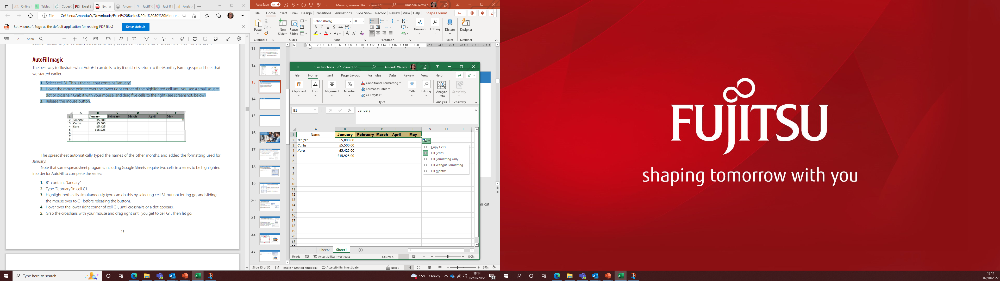 Online
Tables
CodesC
Excel Ba
Exc
Anony
JustIT C
Just IT
Analyt
File
C:/Users/AmandaW/Downloads/Excel%20Basics%20In%2030%20Minute...
Set Microsoft Edge as the default application for reading PDF files?
Set as default
21 of 66
AutoFill magic
The best way to illustrate what AutoFill can do is to try it out. Let's return to the Monthly Earnings spreadsheet that
we started earlier.
1. Select cell B1. This is the cell that contains "January."
2. Hover the mouse pointer over the lower right corner of the highlighted cell until you see a small square
dot or crosshair. Grab it with your mouse, and drag five cells to the right (see screenshot, below).
3. Release the mouse button.
A B C D E F
1 January February March April May
2 Jennifer $5,000
3 Curtis $5,500
4 Kara $5,425
5 $15,925
6
7
8
The spreadsheet automatically typed the names of the other months, and added the formatting used for
January!
Note that some spreadsheet programs, including Google Sheets, require two cells in a series to be highlighted
in order for AutoFill to complete the series:
1. B1 contains "January."
2. Type "February" in cell C1.
3. Highlight both cells simultaneously (you can do this by selecting cell B1 but not letting go, and sliding
the mouse over to C1 before releasing the button).
4. Hover over the lower right corner of cell C1, until crosshairs or a dot appears.
5. Grab the crosshairs with your mouse and drag right until you get to cell G1. Then let go.
15
AutoSave On
Morning sesison DAY... • Saved
Amanda Weaver
File Home Insert Draw Design Transitions Animations Slide Show Record Review View Help Shape Format
Calibri (Body) 28
Paste
New Slide
Reuse Slides
Drawing
Editing
Dictate
Designer
Clipboard Slides Font Paragraph Voice Designer
11
12
13
14
15
16
17
18
19
20
21
22
23
Sum functions1 • Saved
Amanda Weaver
File Home Insert Page Layout Formulas Data Review View Help
Clipboard
Font
Alignment
Number
Conditional Formatting
Format as Table
Cell Styles
Styles
Cells
Editing
Analyze Data
Analysis
Sensitivity
Sensitivity
B1 fx January
A B C D E F G H I
1 Name January February March April May
2 Jenifer £5,000.00
3 Curtis £5,500.00
4 Kara £5,425.00
5 £15,925.00
6
7
8
9
10
11
12
13
14
15
16
17
18
19
20
21
Copy Cells
Fill Series
Fill Formatting Only
Fill Without Formatting
Fill Months
an cut
Sheet2 Sheet1
Ready Accessibility: Investigate Count: 5 100%
Slide 13 of 50 English (United Kingdom) Accessibility: Investigate Notes 57%
Type here to search
15°C Cloudy
18:14
02/10/2022
25
FUJITSU
shaping tomorrow with you
18:14
02/10/2022